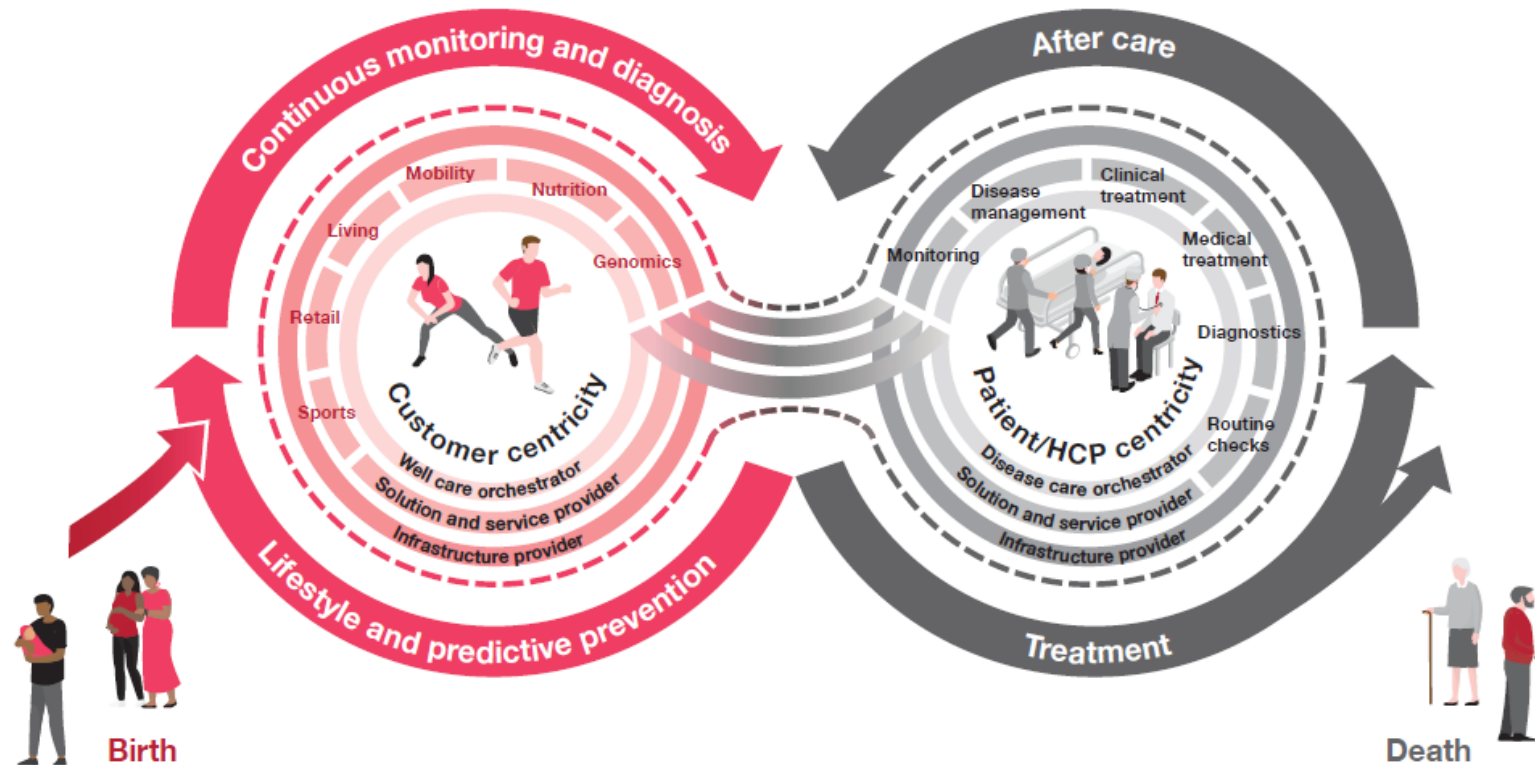 Continuous monitoring and diagnosis
Mobility
Nutrition
Living
Genomics
Retail
Sports
Customer centricity
Well care orchestrator
Solution and service provider
Infrastructure provider
Lifestyle and predictive prevention
Birth
After care
Disease
management
Clinical
treatment
Monitoring
Medical
treatment
Diagnostics
Routine
checks
Patient/HCP centricity
Disease care orchestrator
Solution and service provider
Infrastructure provider
Treatment
Death